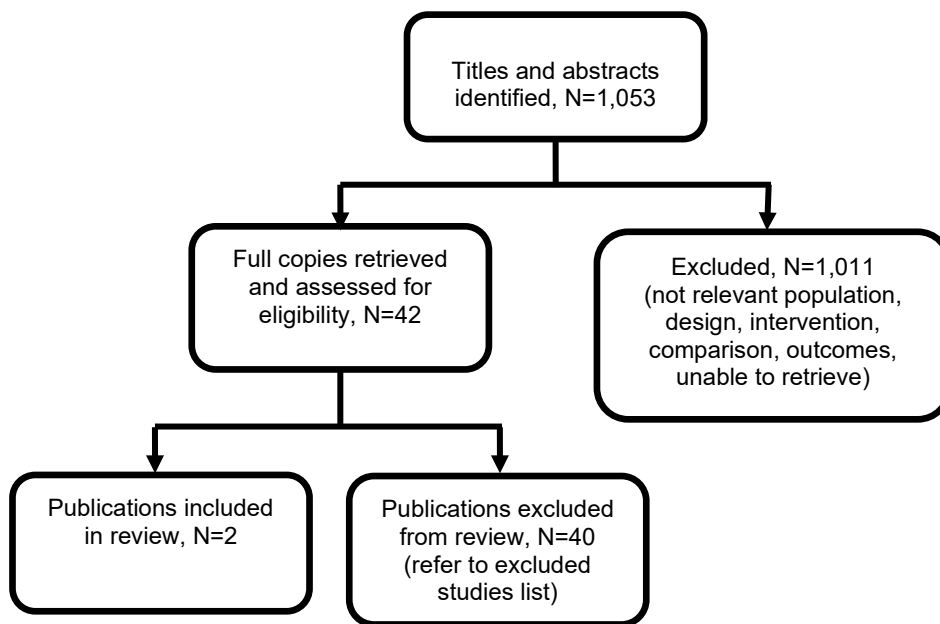 Titles and abstracts
identified, N=1,053
Full copies retrieved
and assessed for
eligibility, N=42
Excluded, N=1,011
(not relevant population,
design, intervention,
comparison, outcomes,
unable to retrieve)
Publications included
in review, N=2
Publications excluded
from review, N=40
(refer to excluded
studies list)